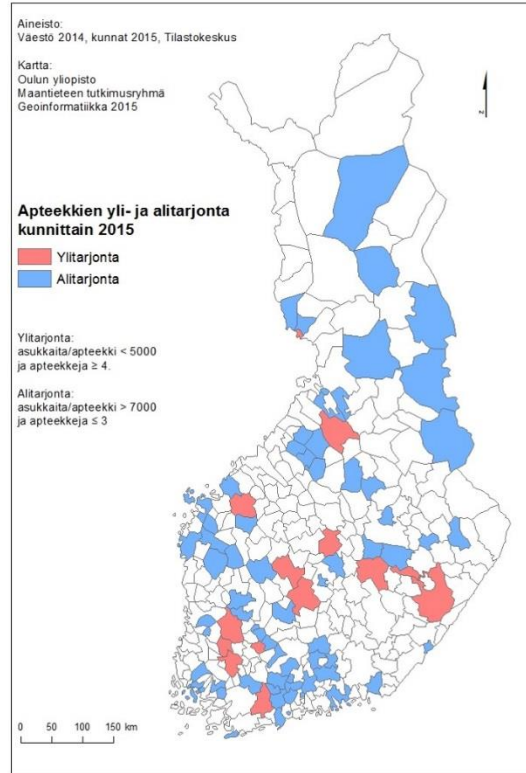 Aineisto:
Väestö 2014, kunnat 2015, Tilastokeskus
Kartta:
Oulun yliopisto
Maantieteen tutkimusryhmä
Geoinformatiikka 2015
N
Apteekkien yli- ja alitarjonta
kunnittain 2015
Ylitarjonta
Alitarjonta
Ylitarjonta:
asukkaita/apteekki < 5000
ja apteekkeja ≥ 4.
Alitarjonta:
asukkaita/apteekki > 7000
ja apteekkeja ≤ 3
0 50 100 150 km